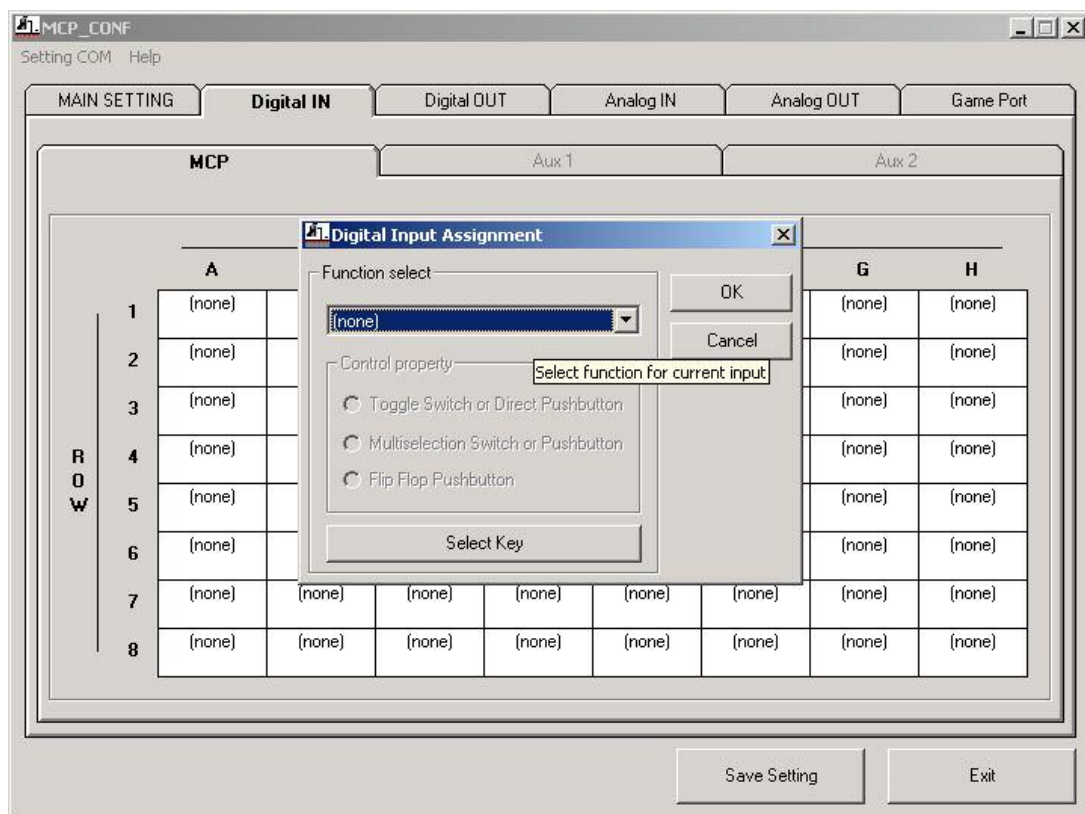 MCP_CONF
Setting COM Help
MAIN SETTING Digital IN Digital OUT Analog IN Analog OUT Game Port
MCP Aux 1 Aux 2
Digital Input Assignment
A G H
Function select
OK
1 (none) (none) (none)
(none)
Cancel
2 (none) (none) (none)
Control property
Select function for current input
3 (none) (none) (none)
Toggle Switch or Direct Pushbutton
ROW
4 (none) (none) (none)
Multiselection Switch or Pushbutton
Flip Flop Pushbutton
5 (none) (none) (none)
Select Key
6 (none) (none) (none)
7 (none) (none) (none) (none) (none) (none) (none) (none)
8 (none) (none) (none) (none) (none) (none) (none) (none)
Save Setting Exit